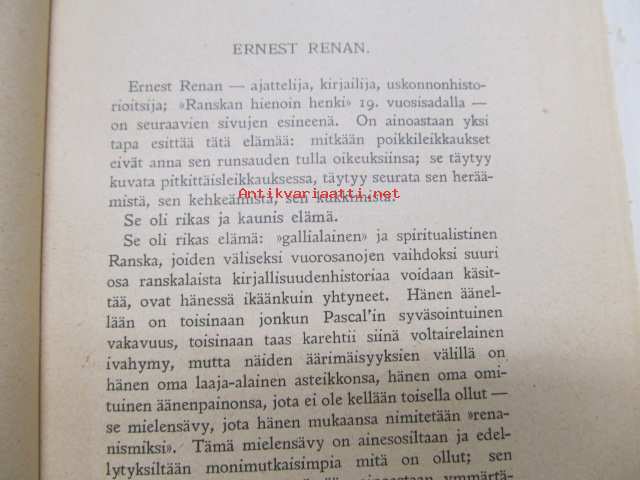 ERNEST RENAN.
Ernest Renan — ajattelija, kirjailija, uskonnonhisto-
rioitsija; »Ranskan hienoin henki» 19. vuosisadalla —
on seuraavien sivujen esineenä. On ainoastaan yksi
tapa esittää tätä elämää: mitkään poikkileikkaukset
eivät anna sen runsauden tulla oikeuksiinsa; se täytyy
kuvata pitkittäisleikkauksessa, täytyy seurata sen herää-
Antikvariaatti.net
mistä, sen kehkeämistä, sen kukkimista.
Se oli rikas ja kaunis elämä.
Se oli rikas elämä: »gallialainen» ja spiritualistinen
Ranska, joiden väliseksi vuorosanojen vaihdoksi suuri
osa ranskalaista kirjallisuudenhistoriaa voidaan käsit-
tää, ovat hänessä ikäänkuin yhtyneet. Hänen äänel-
lään on toisinaan jonkun Pascal'in syväsointuinen
vakavuus, toisinaan taas karehtii siinä voltairelainen
ivahymy, mutta näiden äärimäisyyksien välillä on
hänen oma laaja-alainen asteikkonsa, hänen oma omi-
tuinen äänenpainonsa, jota ei ole kellään toisella ollut —
se mielensävy, jota hänen mukaansa nimitetään »rena-
nismiksi». Tämä mielensävy on ainesosiltaan ja edel-
lytyksiltään monimutkaisimpia mitä on ollut; sen
ainoastaan ymmärtä-